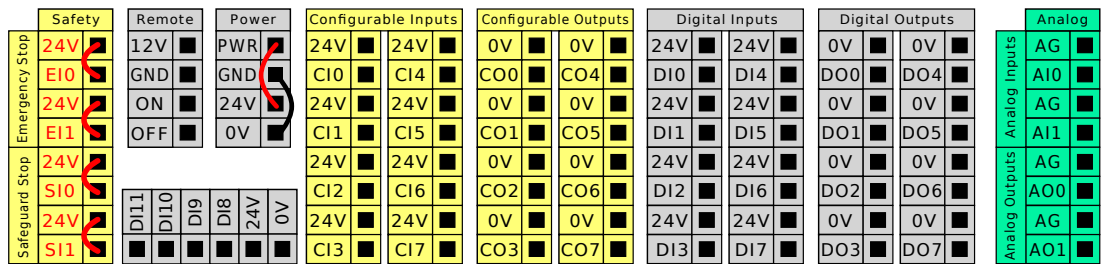 Safety
Remote
Power
Configurable Inputs
Configurable Outputs
Digital Inputs
Digital Outputs
Analog
Emergency Stop
24V
EI0
24V
EI1
Safeguard Stop
24V
SI0
24V
SI1
12V
GND
ON
OFF
PWR
GND
24V
0V
DI11
DI10
DI9
DI8
24V
0V
24V 24V
CI0 CI4
24V 24V
CI1 CI5
24V 24V
CI2 CI6
24V 24V
CI3 CI7
0V 0V
CO0 CO4
0V 0V
CO1 CO5
0V 0V
CO2 CO6
0V 0V
CO3 CO7
24V 24V
DI0 DI4
24V 24V
DI1 DI5
24V 24V
DI2 DI6
24V 24V
DI3 DI7
0V 0V
DO0 DO4
0V 0V
DO1 DO5
0V 0V
DO2 DO6
0V 0V
DO3 DO7
Analog Inputs
AG
AI0
AG
AI1
Analog Outputs
AG
AO0
AG
AO1